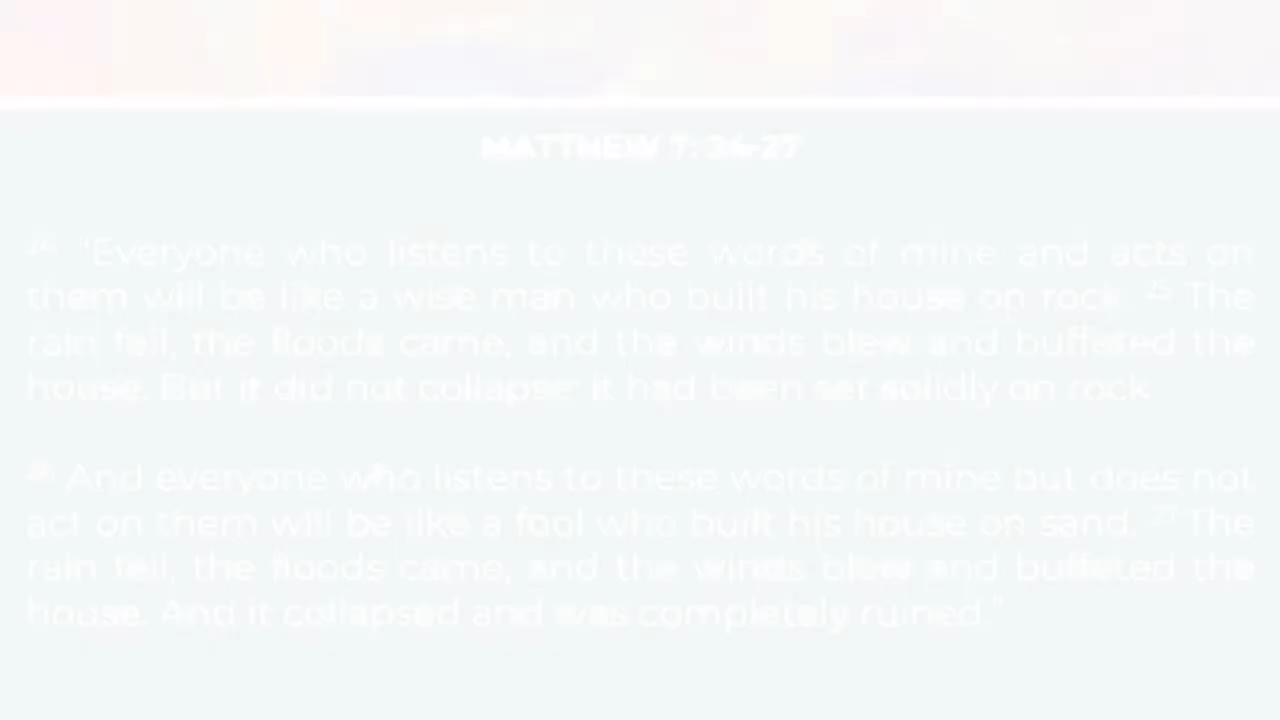 MATTHEW 7: 24-27
24 "Everyone who listens to these words of mine and acts on
them will be like a wise man who built his house on rock. 25 The
rain fell, the floods came, and the winds blew and buffeted the
house. But it did not collapse; it had been set solidly on rock.
26 And everyone who listens to these words of mine but does not
act on them will be like a fool who built his house on sand. 27 The
rain fell, the floods came, and the winds blew and buffeted the
house. And it collapsed and was completely ruined."